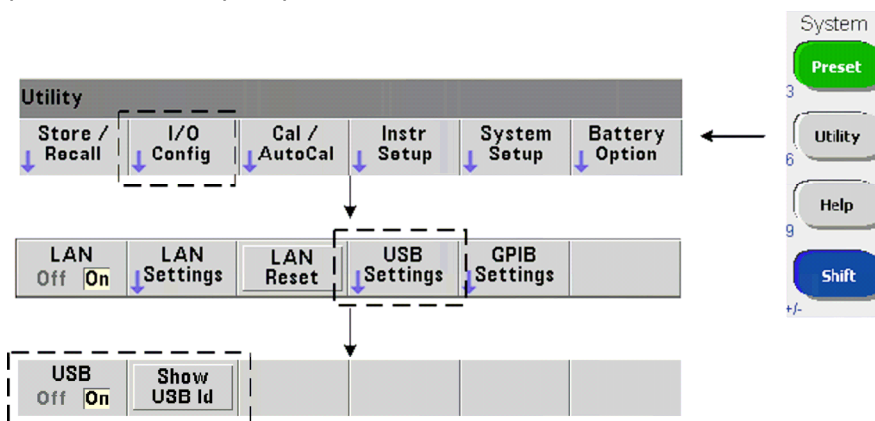 System
Preset
3
Utility
Store / I/O Cal / Instr System Battery
Recall Config AutoCal Setup Setup Option
Utility
6
Help
9
LAN LAN LAN USB GPIB
Off On Settings Reset Settings Settings
Shift
+/-
USB Show
Off On USB Id